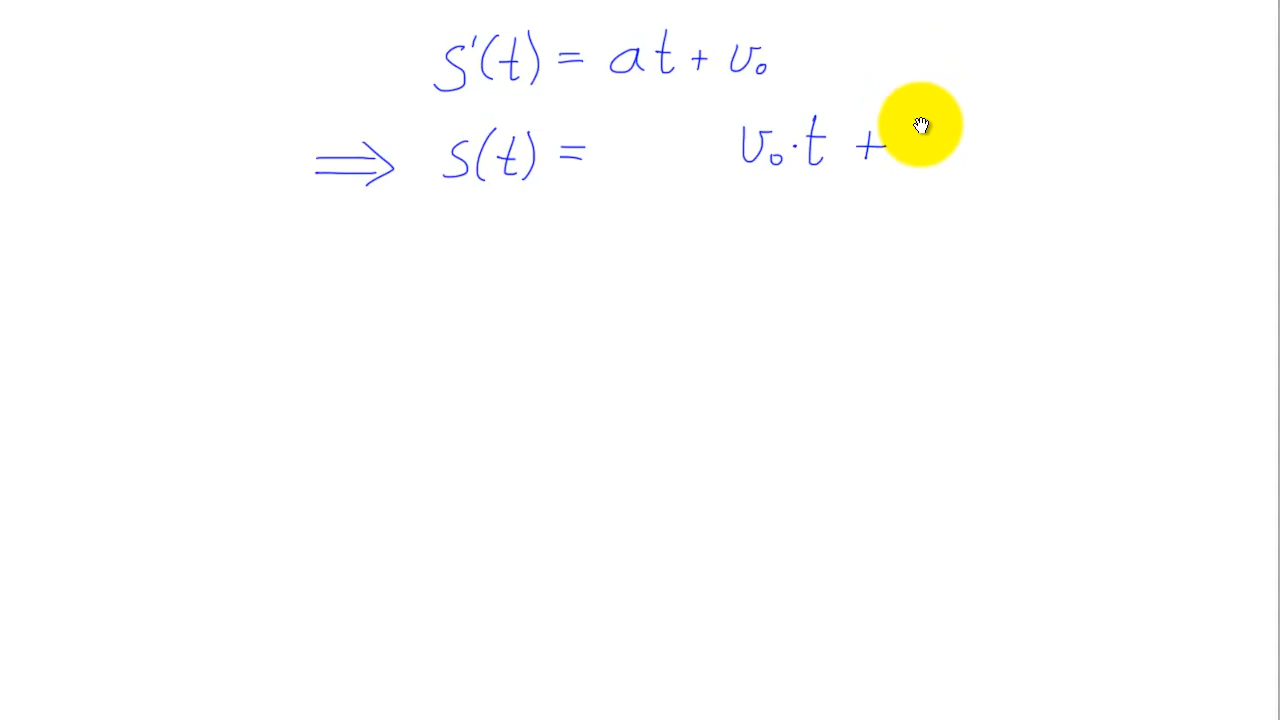 s'(t) = at + v₀
⟹ s(t) = v₀·t +